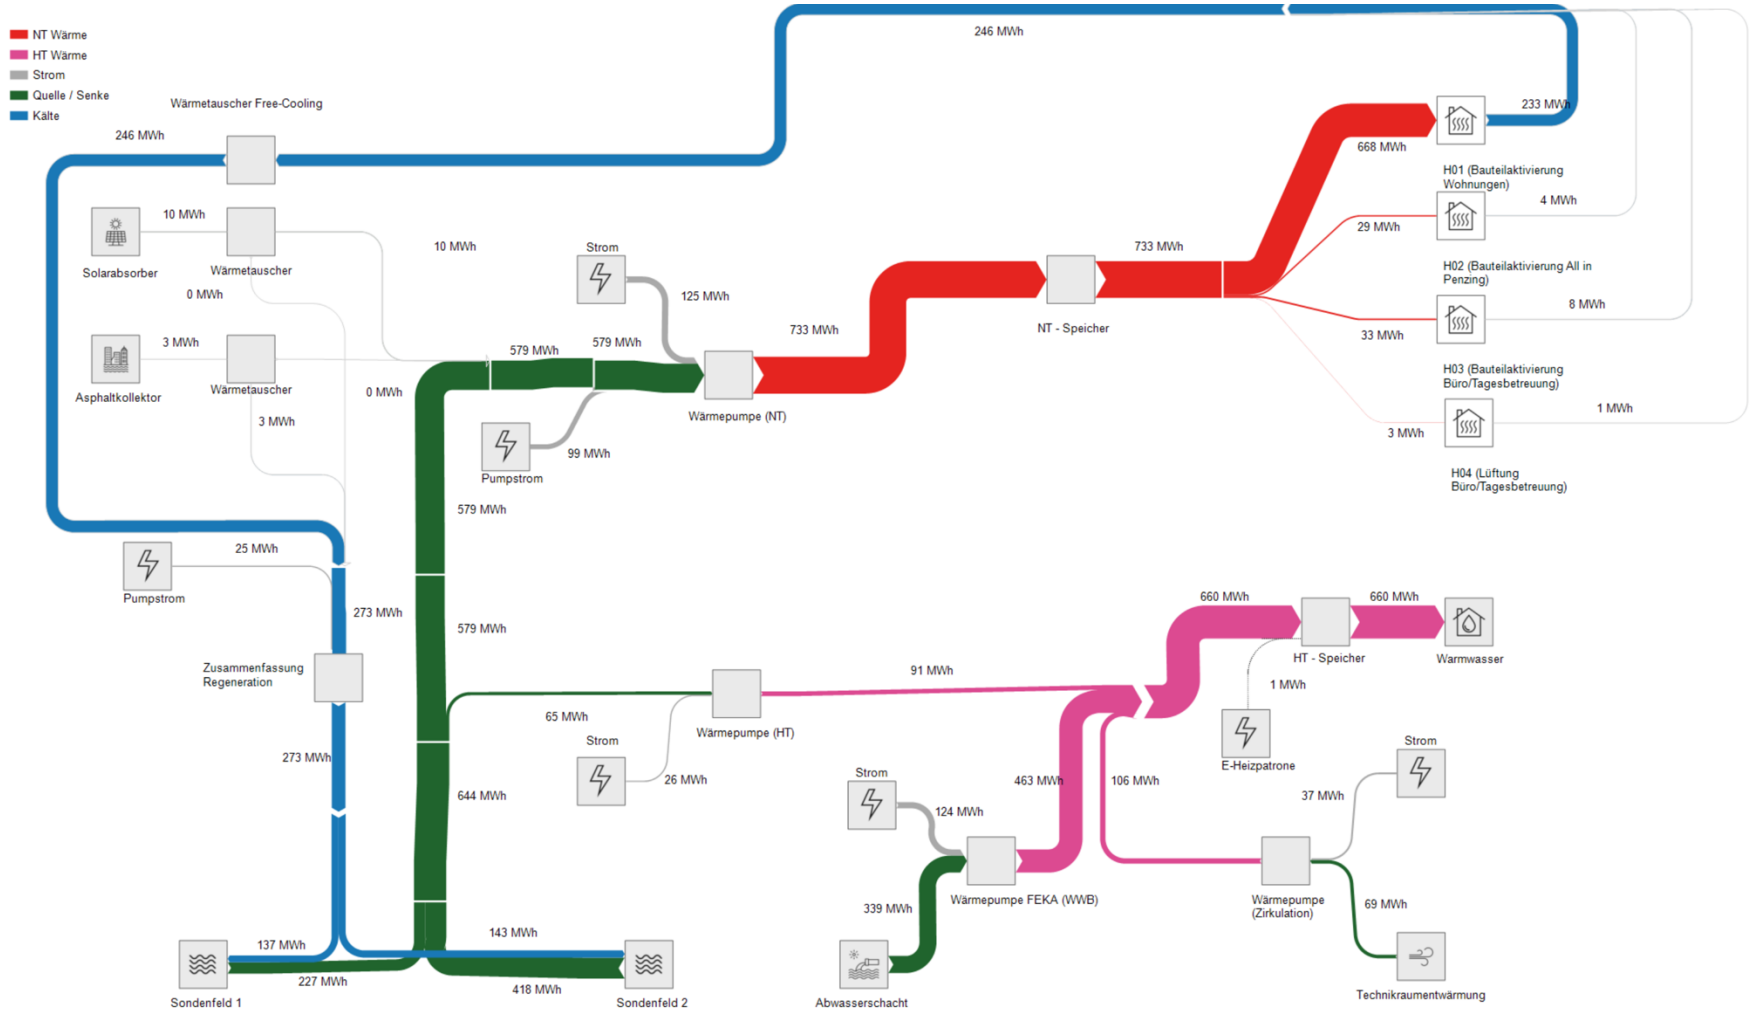 246 MWh
NT Wärme
HT Wärme
Strom
Quelle / Senke
Kälte
Wärmetauscher Free-Cooling
246 MWh
233 MWh
668 MWh
H01 (Bauteilaktivierung
Wohnungen)
10 MWh
4 MWh
29 MWh
Solarabsorber
Wärmetauscher
10 MWh
Strom
733 MWh
H02 (Bauteilaktivierung All in
Penzing)
0 MWh
125 MWh
8 MWh
3 MWh
579 MWh
579 MWh
733 MWh
NT - Speicher
33 MWh
Asphaltkollektor
Wärmetauscher
0 MWh
H03 (Bauteilaktivierung
Büro/Tagesbetreuung)
3 MWh
Wärmepumpe (NT)
1 MWh
99 MWh
3 MWh
Pumpstrom
H04 (Lüftung
Büro/Tagesbetreuung)
579 MWh
25 MWh
Pumpstrom
273 MWh
579 MWh
660 MWh
660 MWh
Zusammenfassung
Regeneration
91 MWh
HT - Speicher
Warmwasser
65 MWh
1 MWh
Wärmepumpe (HT)
Strom
273 MWh
26 MWh
E-Heizpatrone
Strom
644 MWh
Strom
463 MWh
106 MWh
37 MWh
124 MWh
Wärmepumpe FEKA (WWB)
Wärmepumpe
(Zirkulation)
339 MWh
69 MWh
137 MWh
143 MWh
227 MWh
418 MWh
Sondenfeld 1
Sondenfeld 2
Abwasserschacht
Technikraumentwärmung